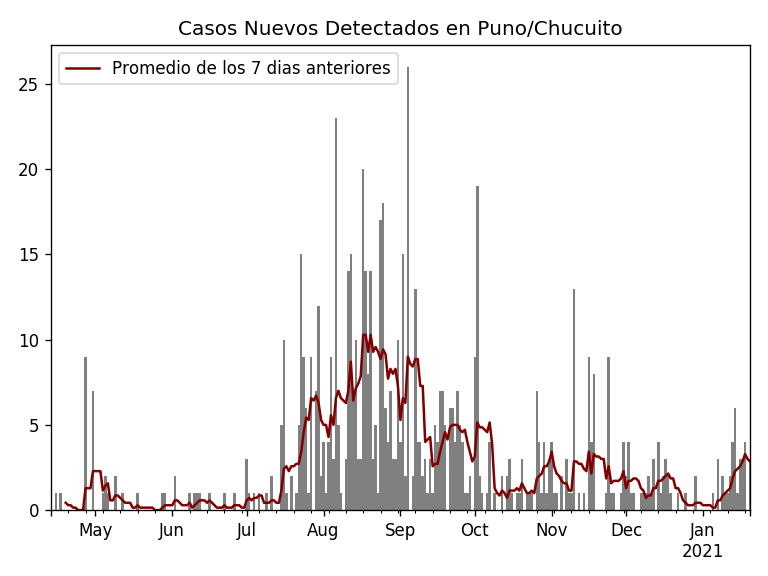 Casos Nuevos Detectados en Puno/Chucuito
Promedio de los 7 dias anteriores
25
20
15
10
5
0
May Jun Jul Aug Sep Oct Nov Dec Jan
2021